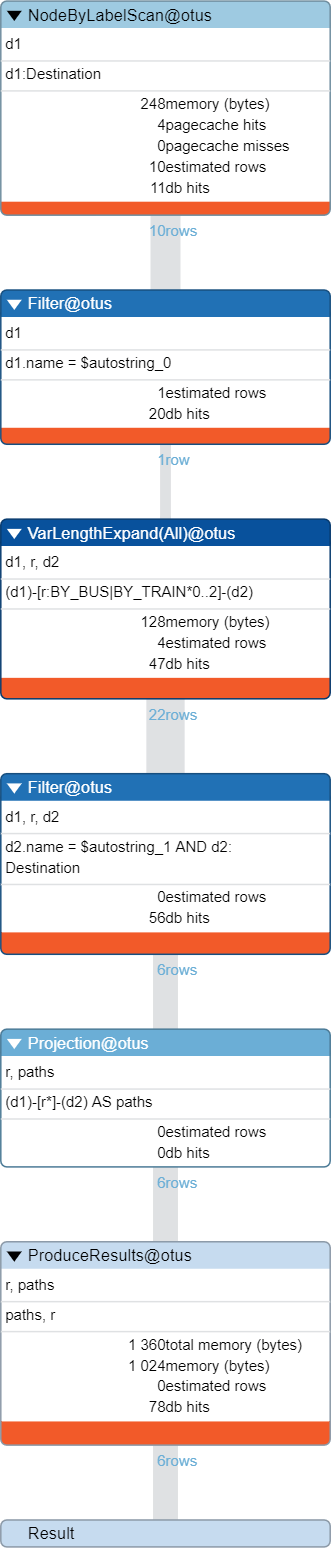 NodeByLabelScan@otus
d1
d1:Destination
248memory (bytes)
4pagecache hits
0pagecache misses
10estimated rows
11db hits
10rows
Filter@otus
d1
d1.name = $autostring_0
1estimated rows
20db hits
1row
VarLengthExpand(All)@otus
d1, r, d2
(d1)-[r:BY_BUS|BY_TRAIN*0..2]-(d2)
128memory (bytes)
4estimated rows
47db hits
22rows
Filter@otus
d1, r, d2
d2.name = $autostring_1 AND d2:
Destination
0estimated rows
56db hits
6rows
Projection@otus
r, paths
(d1)-[r*]-(d2) AS paths
0estimated rows
0db hits
6rows
ProduceResults@otus
r, paths
paths, r
1 360total memory (bytes)
1 024memory (bytes)
0estimated rows
78db hits
6rows
Result